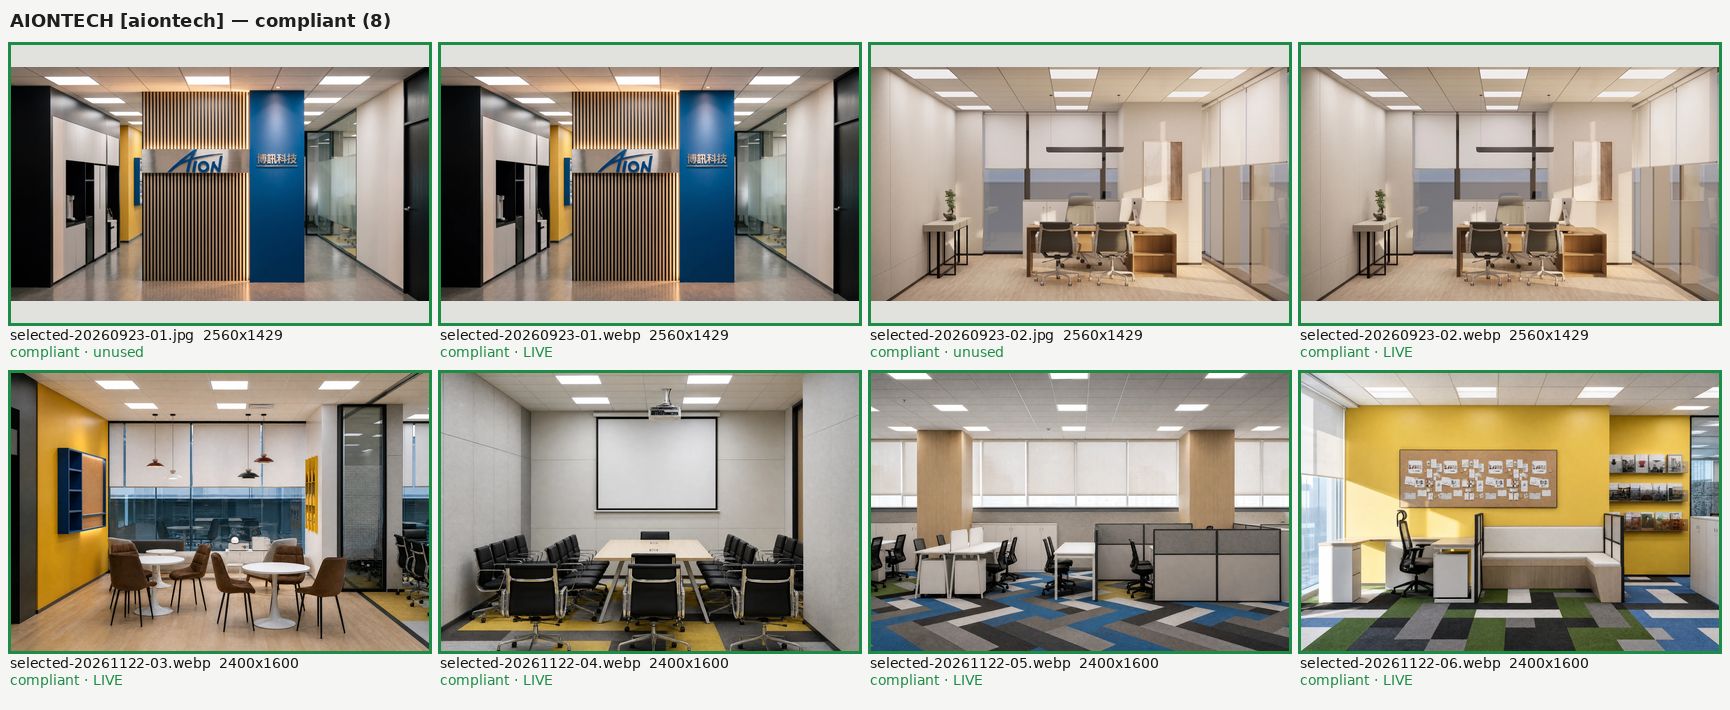 AIONTECH [aiontech] — compliant (8)
AION
博訊科技
AION
博訊科技
selected-20260923-01.jpg 2560x1429
compliant · unused
selected-20260923-01.webp 2560x1429
compliant · LIVE
selected-20260923-02.jpg 2560x1429
compliant · unused
selected-20260923-02.webp 2560x1429
compliant · LIVE
selected-20261122-03.webp 2400x1600
compliant · LIVE
selected-20261122-04.webp 2400x1600
compliant · LIVE
selected-20261122-05.webp 2400x1600
compliant · LIVE
selected-20261122-06.webp 2400x1600
compliant · LIVE